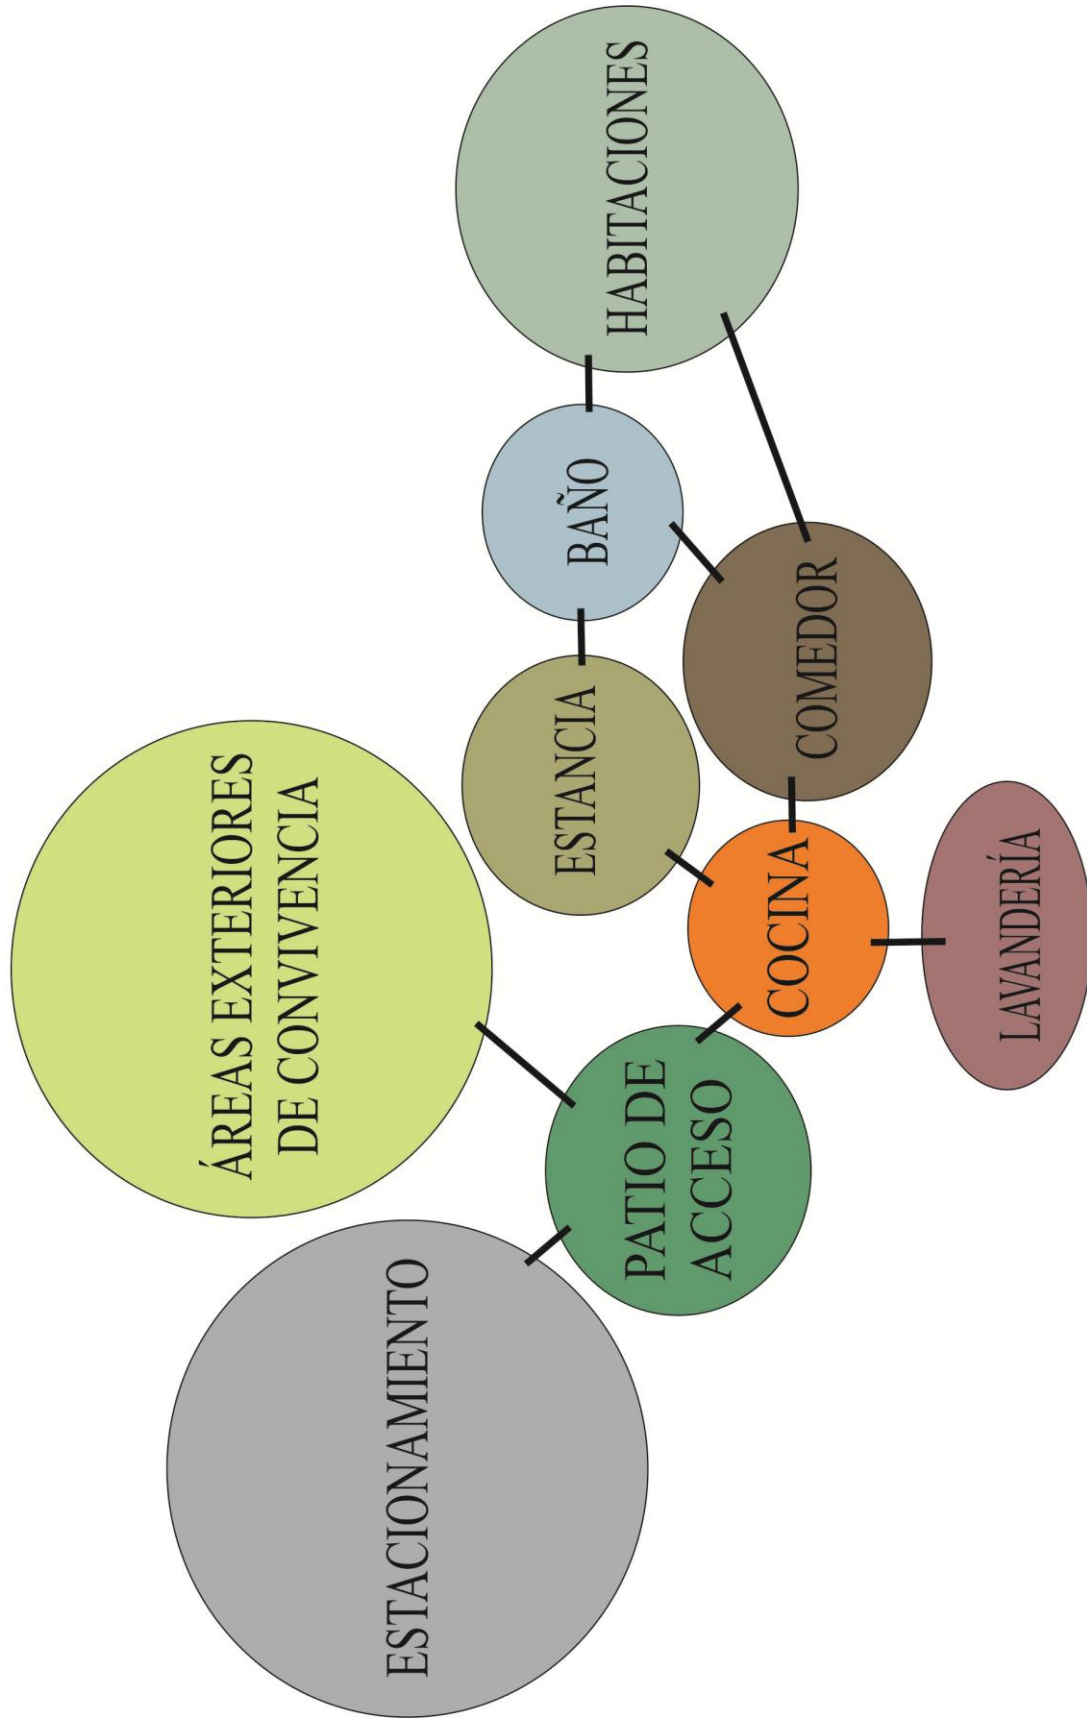 ESTACIONAMIENTO
ÁREAS EXTERIORES
DE CONVIVENCIA
PATIO DE
ACCESO
ESTANCIA
COCINA
LAVANDERÍA
BAÑO
COMEDOR
HABITACIONES